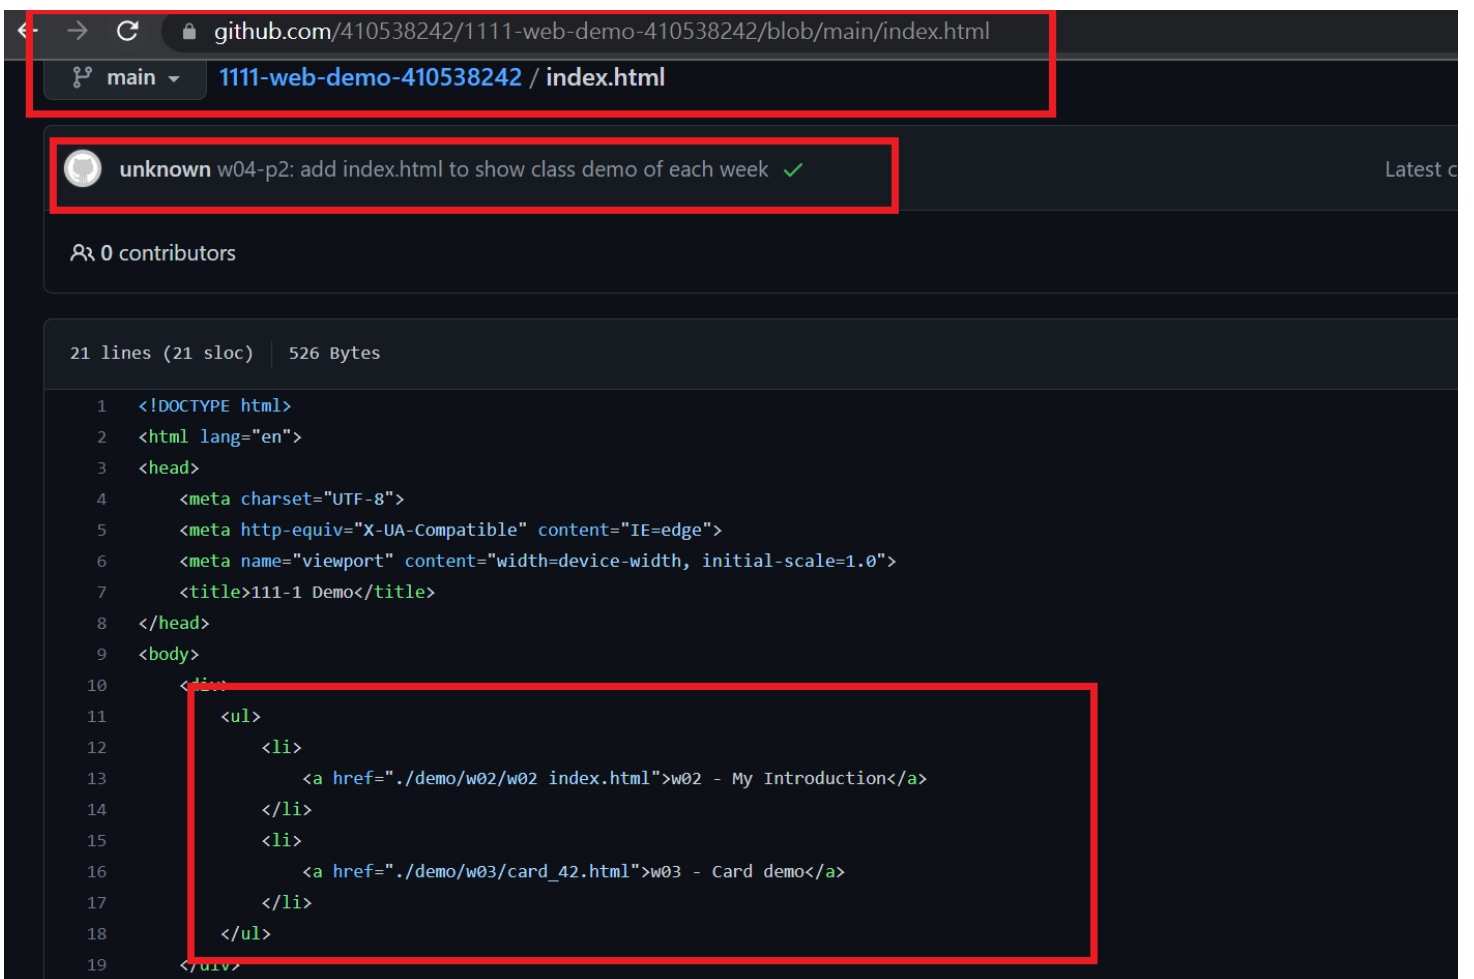 github.com/410538242/1111-web-demo-410538242/blob/main/index.html
main 1111-web-demo-410538242 / index.html
unknown w04-p2: add index.html to show class demo of each week Latest c
0 contributors
21 lines (21 sloc) 526 Bytes
1 <!DOCTYPE html>
2 <html lang="en">
3 <head>
4 <meta charset="UTF-8">
5 <meta http-equiv="X-UA-Compatible" content="IE=edge">
6 <meta name="viewport" content="width=device-width, initial-scale=1.0">
7 <title>111-1 Demo</title>
8 </head>
9 <body>
10 <div>
11 <ul>
12 <li>
13 <a href="./demo/w02/w02 index.html">w02 - My Introduction</a>
14 </li>
15 <li>
16 <a href="./demo/w03/card_42.html">w03 - Card demo</a>
17 </li>
18 </ul>
19 </div>